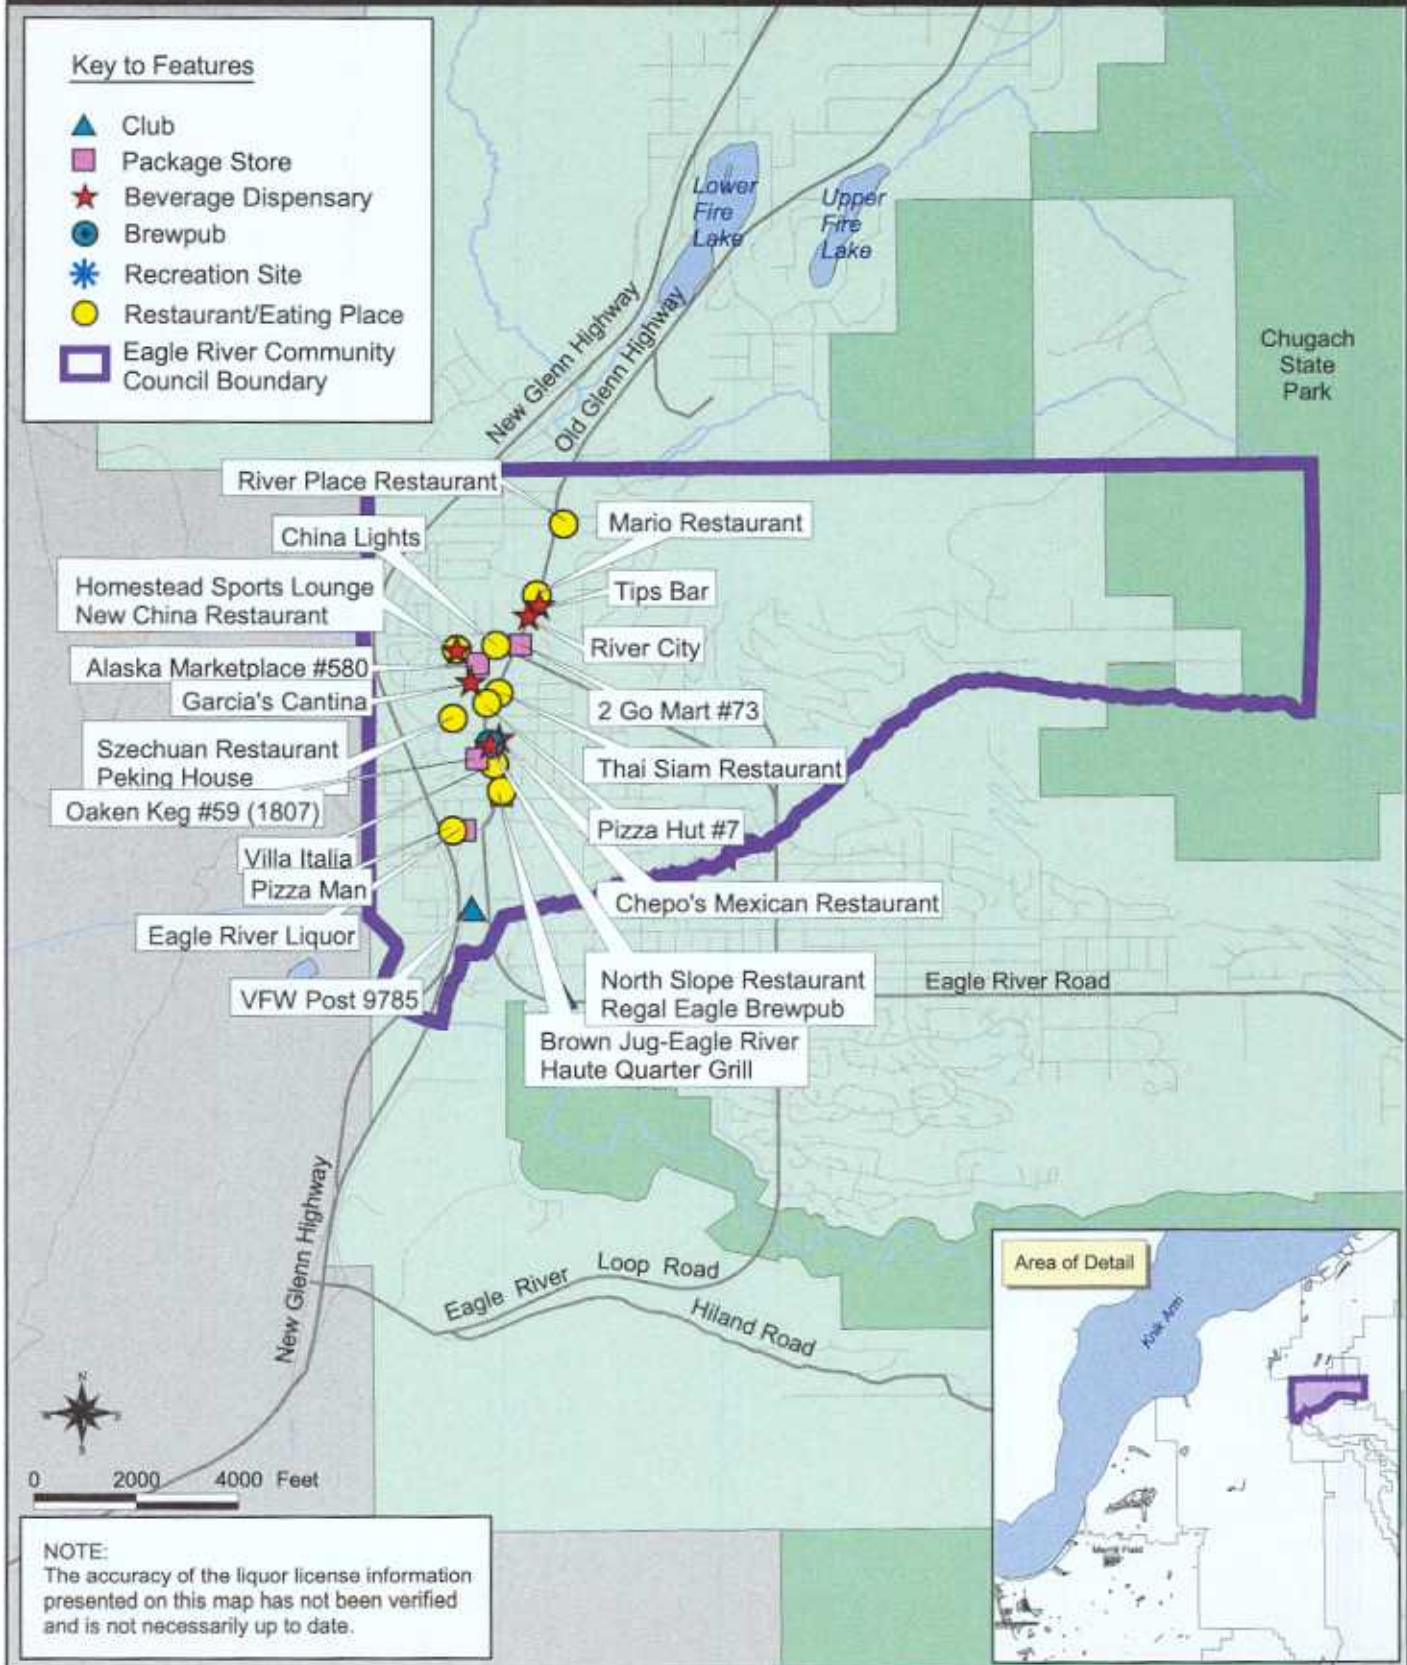 Key to Features
Club
Package Store
Beverage Dispensary
Brewpub
Recreation Site
Restaurant/Eating Place
Eagle River Community
Council Boundary
Lower
Fire
Lake
Upper
Fire
Lake
New Glenn Highway
Old Glenn Highway
Chugach
State
Park
River Place Restaurant
China Lights
Mario Restaurant
Homestead Sports Lounge
New China Restaurant
Tips Bar
River City
Alaska Marketplace #580
Garcia's Cantina
2 Go Mart #73
Szechuan Restaurant
Peking House
Thai Siam Restaurant
Oaken Keg #59 (1807)
Pizza Hut #7
Villa Italia
Pizza Man
Chepo's Mexican Restaurant
Eagle River Liquor
North Slope Restaurant
Regal Eagle Brewpub
Eagle River Road
VFW Post 9785
Brown Jug-Eagle River
Haute Quarter Grill
New Glenn Highway
Eagle River Loop Road
Hiland Road
Area of Detail
Knik Arm
Merrill Field
N
S
0 2000 4000 Feet
NOTE:
The accuracy of the liquor license information
presented on this map has not been verified
and is not necessarily up to date.